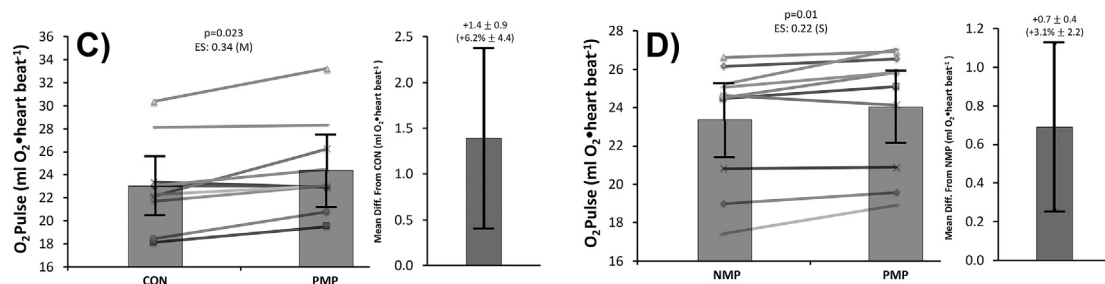 C)
p=0.023
ES: 0.34 (M)
O₂Pulse (ml O₂•heart beat⁻¹)
36
34
32
30
28
26
24
22
20
18
16
CON
PMP
+1.4 ± 0.9
(+6.2% ± 4.4)
Mean Diff. From CON (ml O₂•heart beat⁻¹)
2.5
2.0
1.5
1.0
0.5
0.0
D)
p=0.01
ES: 0.22 (S)
O₂Pulse (ml O₂•heart beat⁻¹)
28
26
24
22
20
18
16
NMP
PMP
+0.7 ± 0.4
(+3.1% ± 2.2)
Mean Diff. From NMP (ml O₂•heart beat⁻¹)
1.2
1.0
0.8
0.6
0.4
0.2
0.0